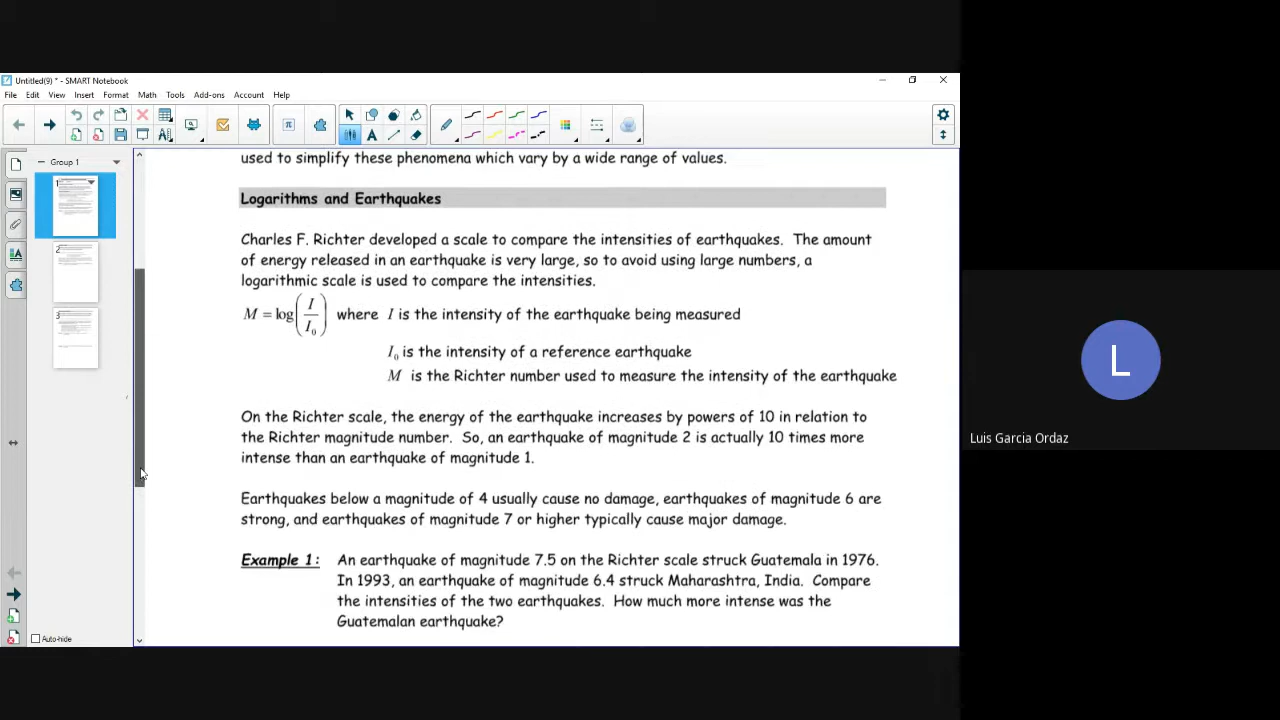 Untitled(9) * - SMART Notebook
File Edit View Insert Format Math Tools Add-ons Account Help
Group 1
1
2
3
Auto-hide
used to simplify these phenomena which vary by a wide range of values.
Logarithms and Earthquakes
Charles F. Richter developed a scale to compare the intensities of earthquakes. The amount
of energy released in an earthquake is very large, so to avoid using large numbers, a
logarithmic scale is used to compare the intensities.
M = log(I/I₀) where I is the intensity of the earthquake being measured
I₀ is the intensity of a reference earthquake
M is the Richter number used to measure the intensity of the earthquake
On the Richter scale, the energy of the earthquake increases by powers of 10 in relation to
the Richter magnitude number. So, an earthquake of magnitude 2 is actually 10 times more
intense than an earthquake of magnitude 1.
Earthquakes below a magnitude of 4 usually cause no damage, earthquakes of magnitude 6 are
strong, and earthquakes of magnitude 7 or higher typically cause major damage.
Example 1: An earthquake of magnitude 7.5 on the Richter scale struck Guatemala in 1976.
In 1993, an earthquake of magnitude 6.4 struck Maharashtra, India. Compare
the intensities of the two earthquakes. How much more intense was the
Guatemalan earthquake?
L
Luis Garcia Ordaz